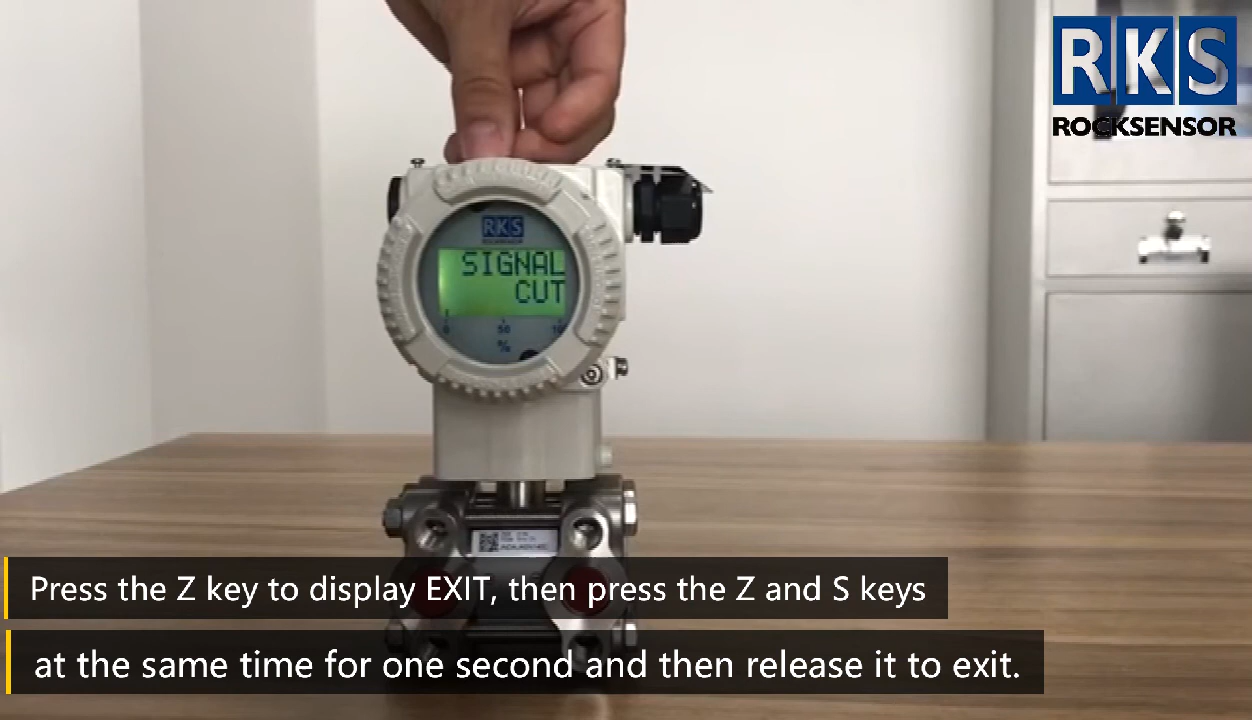 RKS
ROCKSENSOR
RKS
ROCKSENSOR
SIGNAL
CUT
0 50
%
Press the Z key to display EXIT, then press the Z and S keys
at the same time for one second and then release it to exit.